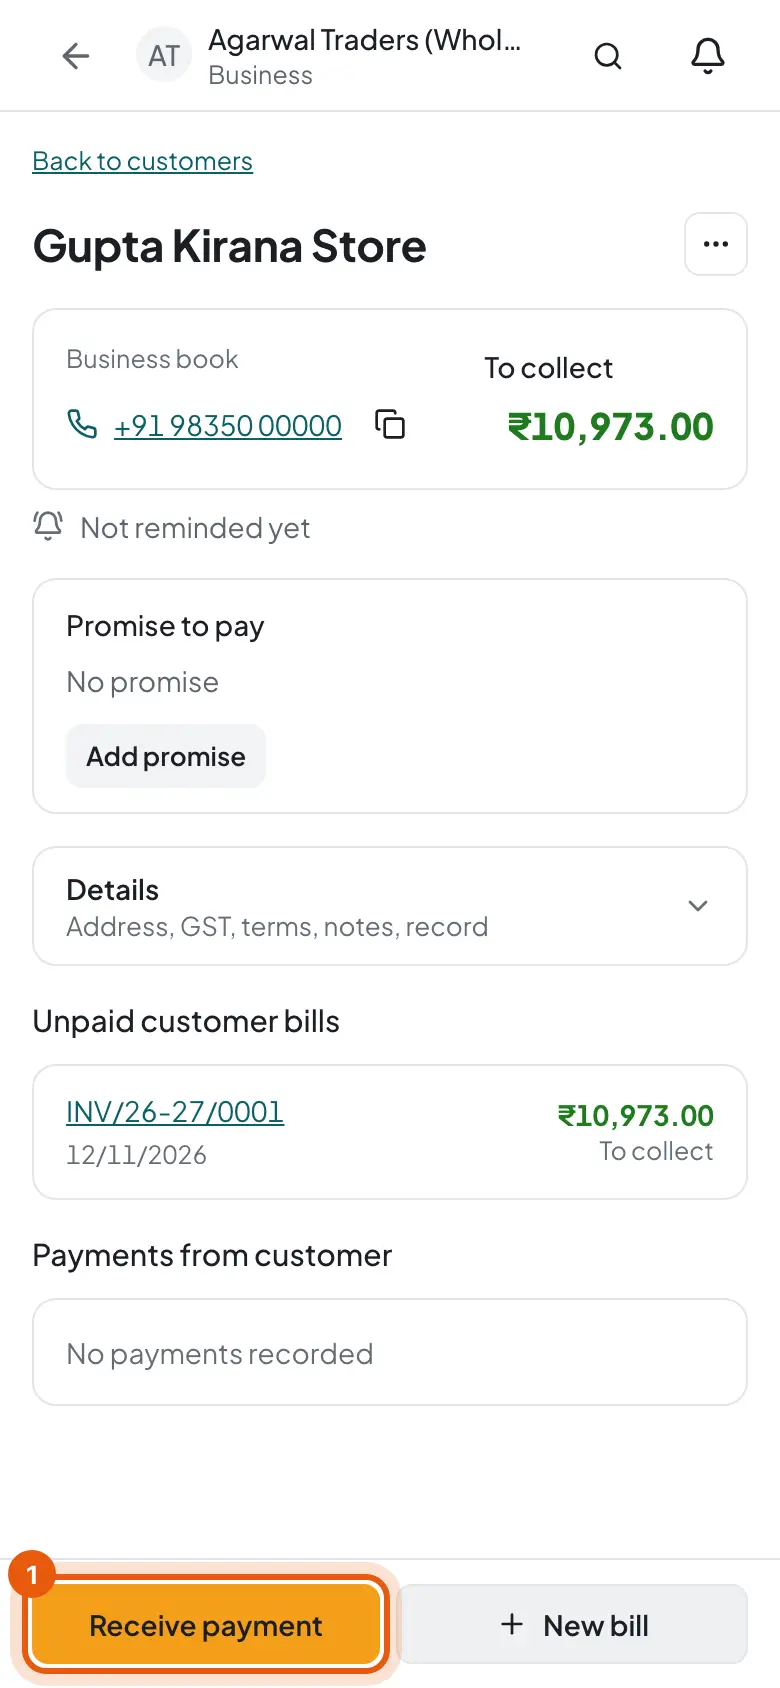 AT
Agarwal Traders (Whol...
Business
Back to customers
Gupta Kirana Store
Business book
To collect
+91 98350 00000
₹10,973.00
Not reminded yet
Promise to pay
No promise
Add promise
Details
Address, GST, terms, notes, record
Unpaid customer bills
INV/26-27/0001
₹10,973.00
12/11/2026
To collect
Payments from customer
No payments recorded
1
Receive payment
+ New bill